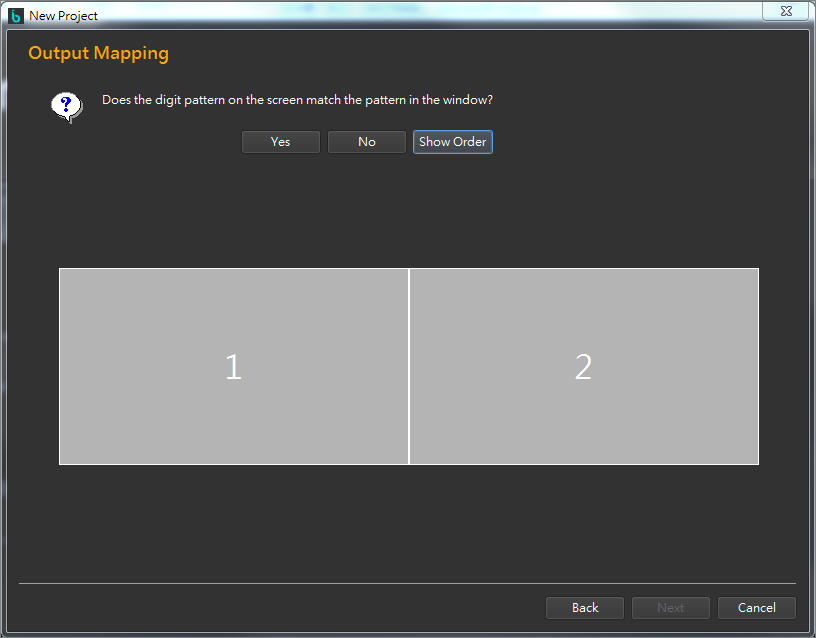 New Project
Output Mapping
?
Does the digit pattern on the screen match the pattern in the window?
Yes No Show Order
1 2
Back Next Cancel